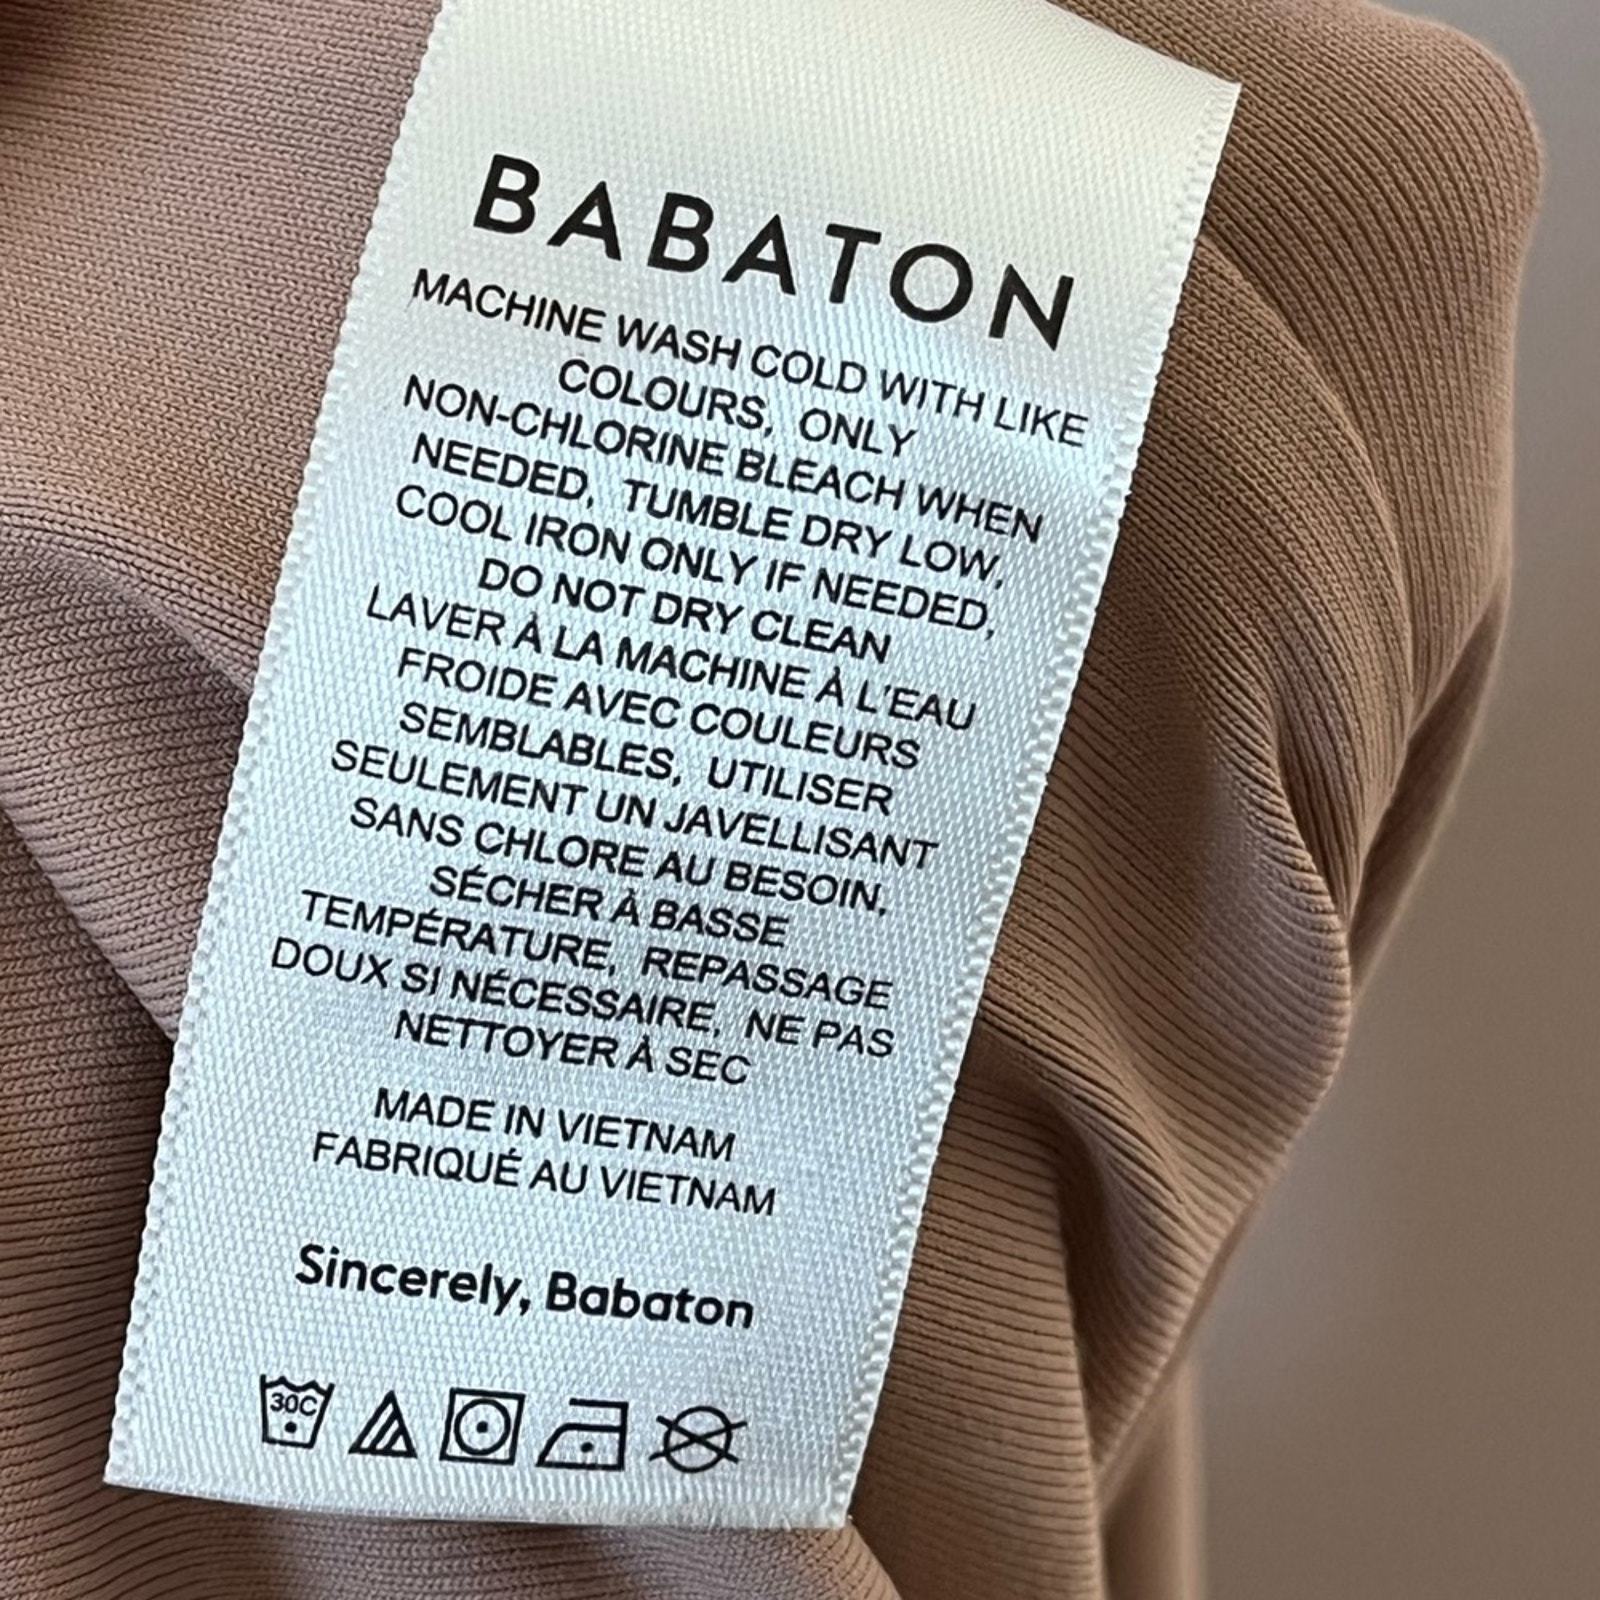 BABATON
MACHINE WASH COLD WITH LIKE
COLOURS, ONLY
NON-CHLORINE BLEACH WHEN
NEEDED, TUMBLE DRY LOW,
COOL IRON ONLY IF NEEDED,
DO NOT DRY CLEAN
LAVER À LA MACHINE À L'EAU
FROIDE AVEC COULEURS
SEMBLABLES, UTILISER
SEULEMENT UN JAVELLISANT
SANS CHLORE AU BESOIN,
SÉCHER À BASSE
TEMPÉRATURE, REPASSAGE
DOUX SI NÉCESSAIRE, NE PAS
NETTOYER À SEC
MADE IN VIETNAM
FABRIQUÉ AU VIETNAM
Sincerely, Babaton
30C